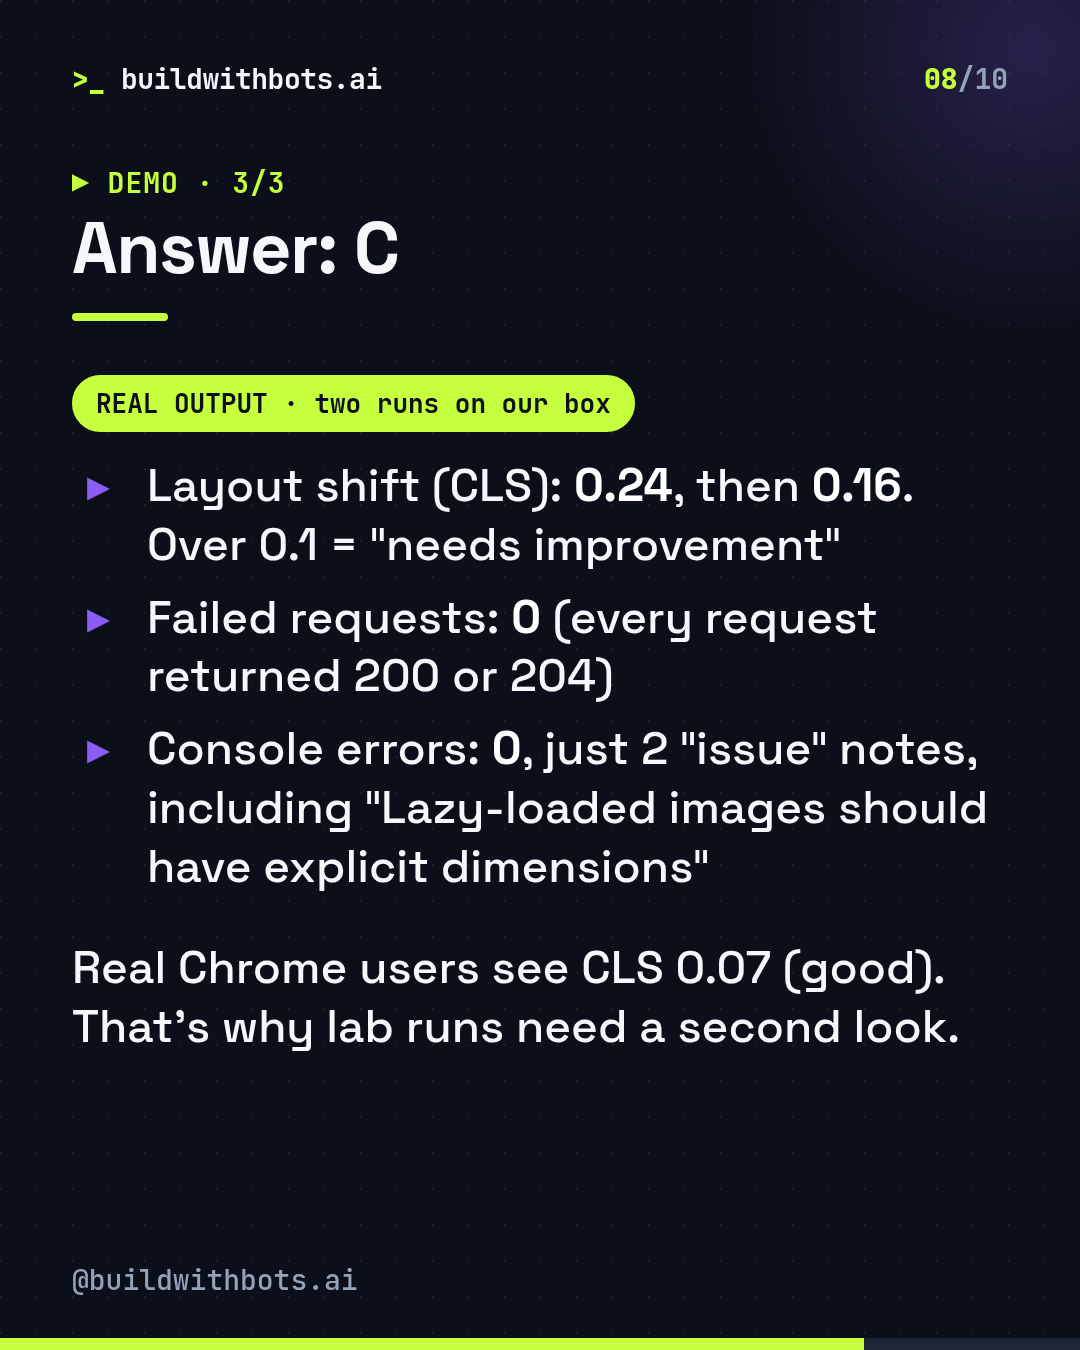 >_ buildwithbots.ai
08/10
▶ DEMO · 3/3
Answer: C
REAL OUTPUT · two runs on our box
▶ Layout shift (CLS): 0.24, then 0.16.
Over 0.1 = "needs improvement"
▶ Failed requests: 0 (every request
returned 200 or 204)
▶ Console errors: 0, just 2 "issue" notes,
including "Lazy-loaded images should
have explicit dimensions"
Real Chrome users see CLS 0.07 (good).
That’s why lab runs need a second look.
@buildwithbots.ai